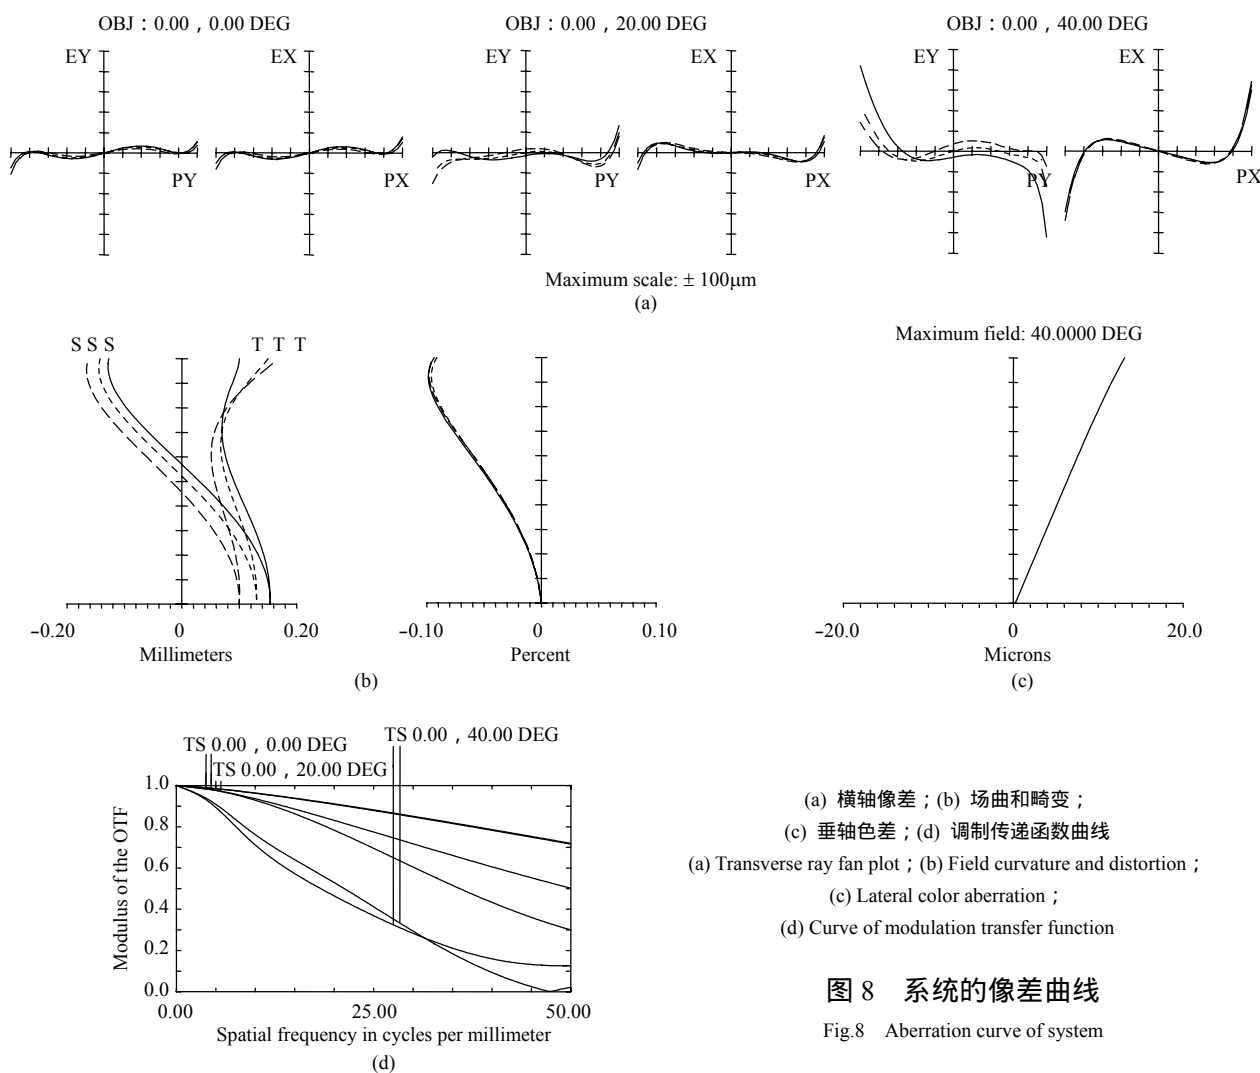 OBJ：0.00，0.00 DEG
OBJ：0.00，20.00 DEG
OBJ：0.00，40.00 DEG
EY
EX
EY
EX
EY
EX
PY
PX
PY
PX
PY
PX
Maximum scale: ± 100μm
(a)
S S S
T T T
Maximum field: 40.0000 DEG
−0.20
0
0.20
Millimeters
−0.10
0
0.10
Percent
(b)
−20.0
0
20.0
Microns
(c)
TS 0.00，0.00 DEG
TS 0.00，20.00 DEG
TS 0.00，40.00 DEG
Modulus of the OTF
1.0
0.8
0.6
0.4
0.2
0.0
0.00
25.00
50.00
Spatial frequency in cycles per millimeter
(d)
(a) 横轴像差；(b) 场曲和畸变；
(c) 垂轴色差；(d) 调制传递函数曲线
(a) Transverse ray fan plot；(b) Field curvature and distortion；
(c) Lateral color aberration；
(d) Curve of modulation transfer function
图 8 系统的像差曲线
Fig.8 Aberration curve of system